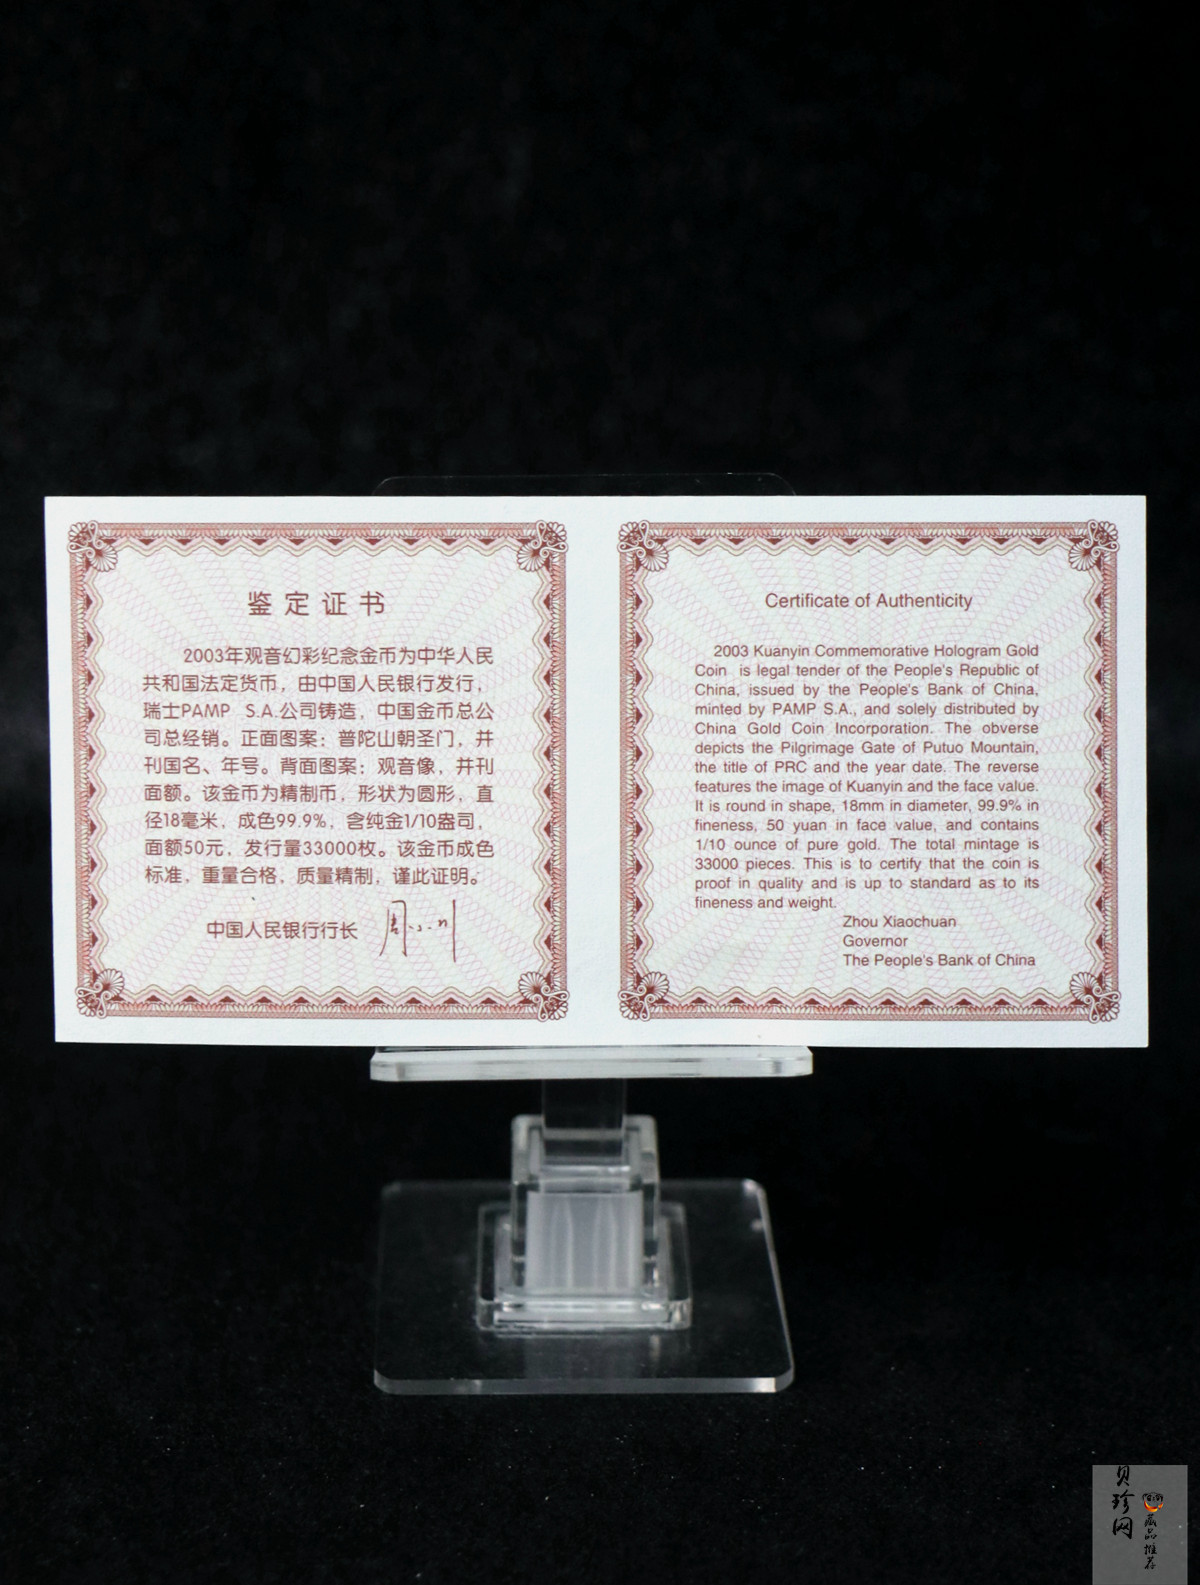 鉴定证书
2003年观音幻彩纪念金币为中华人民
共和国法定货币，由中国人民银行发行，
瑞士PAMP S.A.公司铸造，中国金币总公
司总经销。正面图案：普陀山朝圣门，并
刊国名、年号。背面图案：观音像，并刊
面额。该金币为精制币，形状为圆形，直
径18毫米，成色99.9%，含纯金1/10盎司，
面额50元，发行量33000枚。该金币成色
标准，重量合格，质量精制，谨此证明。
中国人民银行行长 周小川
Certificate of Authenticity
2003 Kuanyin Commemorative Hologram Gold
Coin is legal tender of the People's Republic of
China, issued by the People's Bank of China,
minted by PAMP S.A., and solely distributed by
China Gold Coin Incorporation. The obverse
depicts the Pilgrimage Gate of Putuo Mountain,
the title of PRC and the year date. The reverse
features the image of Kuanyin and the face value.
It is round in shape, 18mm in diameter, 99.9% in
fineness, 50 yuan in face value, and contains
1/10 ounce of pure gold. The total mintage is
33000 pieces. This is to certify that the coin is
proof in quality and is up to standard as to its
fineness and weight.
Zhou Xiaochuan
Governor
The People's Bank of China
贝珍网
藏品推荐